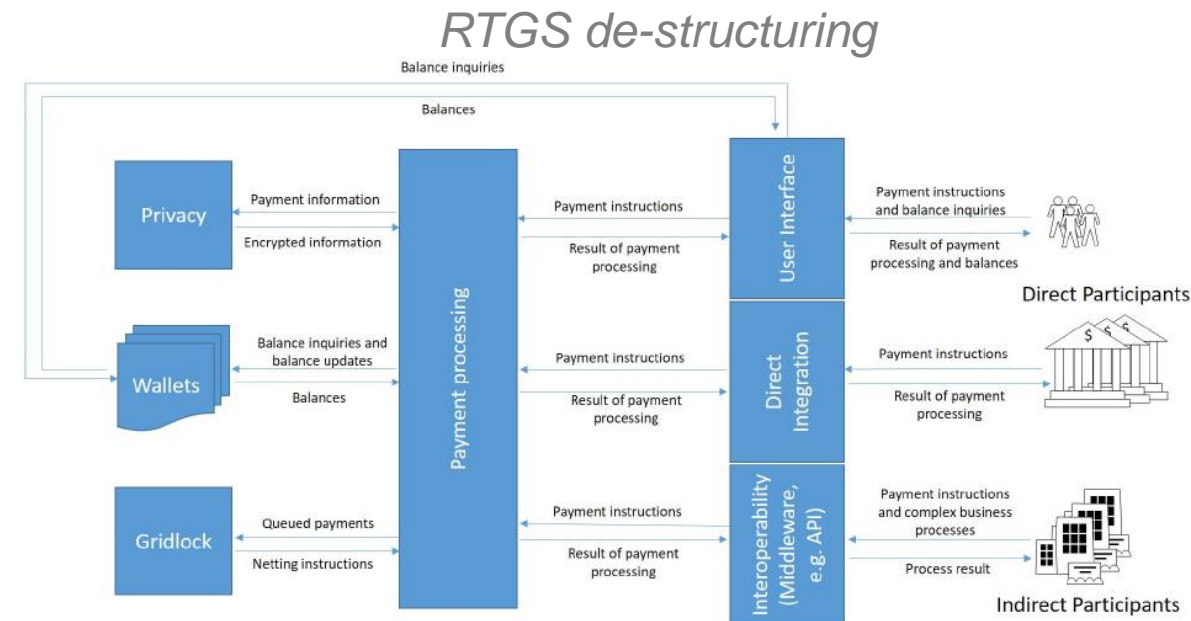 RTGS de-structuring
Balance inquiries
Balances
Privacy
Payment information
Encrypted information
Wallets
Balance inquiries and
balance updates
Balances
Gridlock
Queued payments
Netting instructions
Payment processing
Payment instructions
Result of payment
processing
Payment instructions
Result of payment
processing
Payment instructions
Result of payment
processing
User Interface
Direct
Integration
Interoperability
(Middleware,
e.g. API)
Payment instructions
and balance inquiries
Result of payment
processing and balances
Direct Participants
Payment instructions
Result of payment
processing
$ $ $
Payment instructions
and complex business
processes
Process result
Indirect Participants